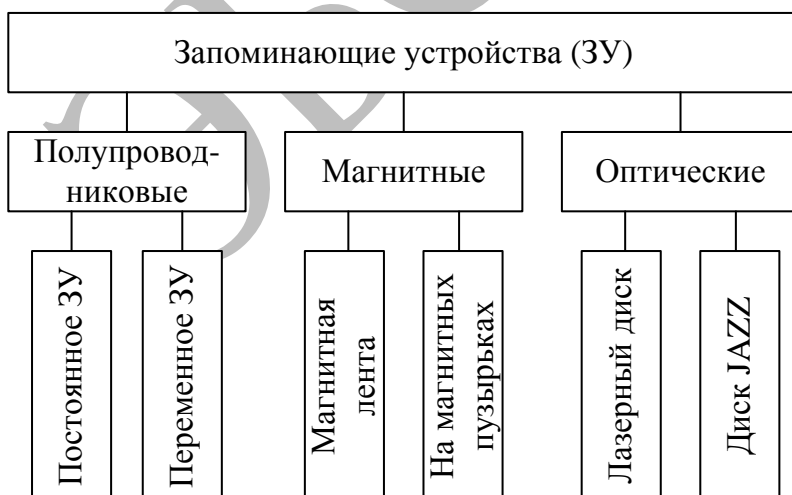 Запоминающие устройства (ЗУ)
Полупровод-
никовые
Магнитные
Оптические
Постоянное ЗУ
Переменное ЗУ
Магнитная
лента
На магнитных
пузырьках
Лазерный диск
Диск JAZZ